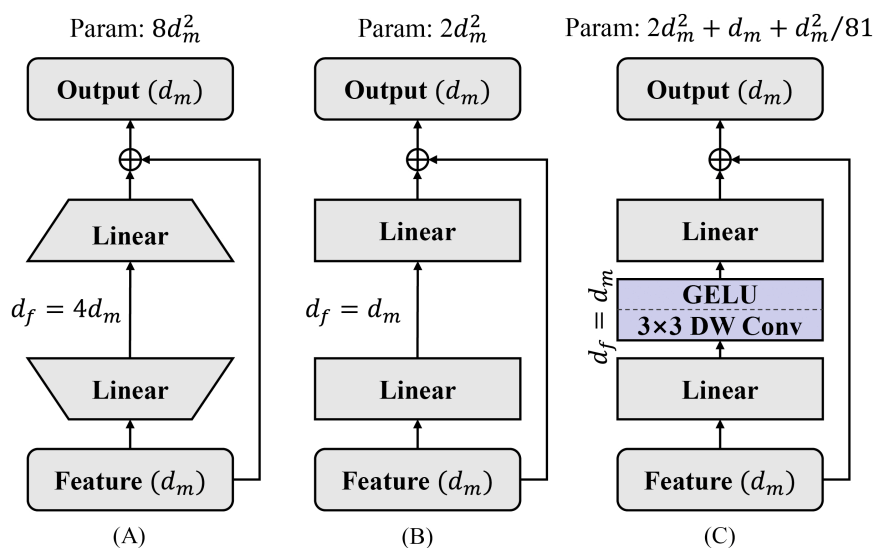 Param: 8d_m^2
Output (d_m)
Linear
d_f = 4d_m
Linear
Feature (d_m)
(A)
Param: 2d_m^2
Output (d_m)
Linear
d_f = d_m
Linear
Feature (d_m)
(B)
Param: 2d_m^2 + d_m + d_m^2/81
Output (d_m)
Linear
d_f = d_m
GELU
3×3 DW Conv
Linear
Feature (d_m)
(C)